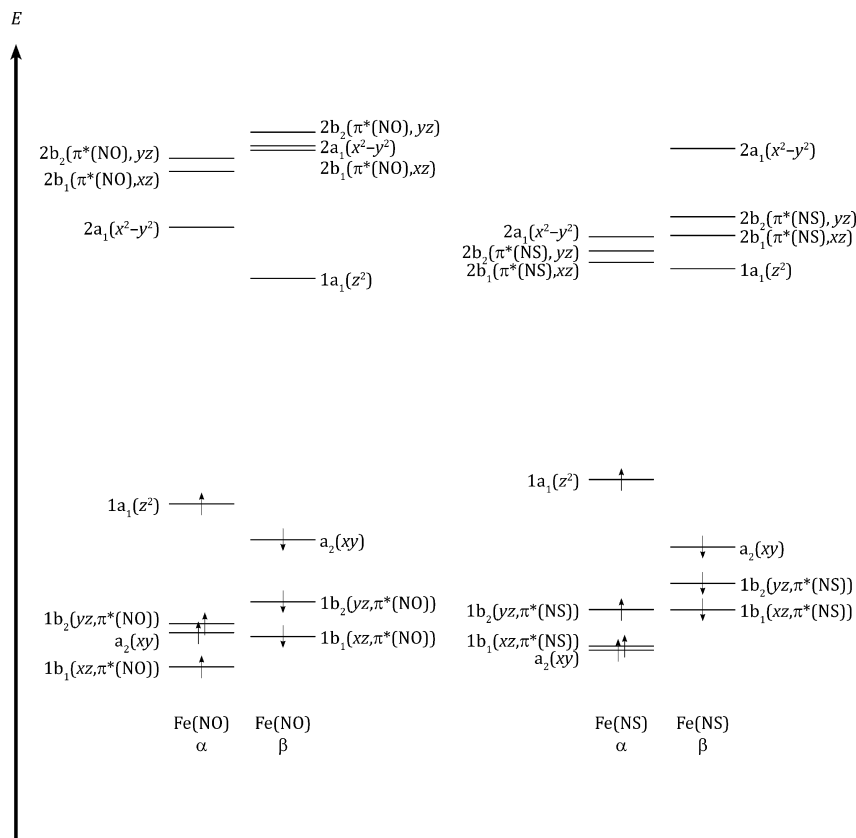 E
2b₂(π*(NO), yz)
2a₁(x²–y²)
2b₁(π*(NO),xz)
2b₂(π*(NO), yz)
2b₁(π*(NO),xz)
2a₁(x²–y²)
1a₁(z²)
1a₁(z²)
a₂(xy)
1b₂(yz,π*(NO))
a₂(xy)
1b₁(xz,π*(NO))
1b₂(yz,π*(NO))
1b₁(xz,π*(NO))
Fe(NO)
α
Fe(NO)
β
2a₁(x²–y²)
2b₂(π*(NS), yz)
2b₁(π*(NS),xz)
1a₁(z²)
2a₁(x²–y²)
2b₂(π*(NS), yz)
2b₁(π*(NS),xz)
1a₁(z²)
a₂(xy)
1b₂(yz,π*(NS))
1b₁(xz,π*(NS))
1b₂(yz,π*(NS))
1b₁(xz,π*(NS))
a₂(xy)
Fe(NS)
α
Fe(NS)
β